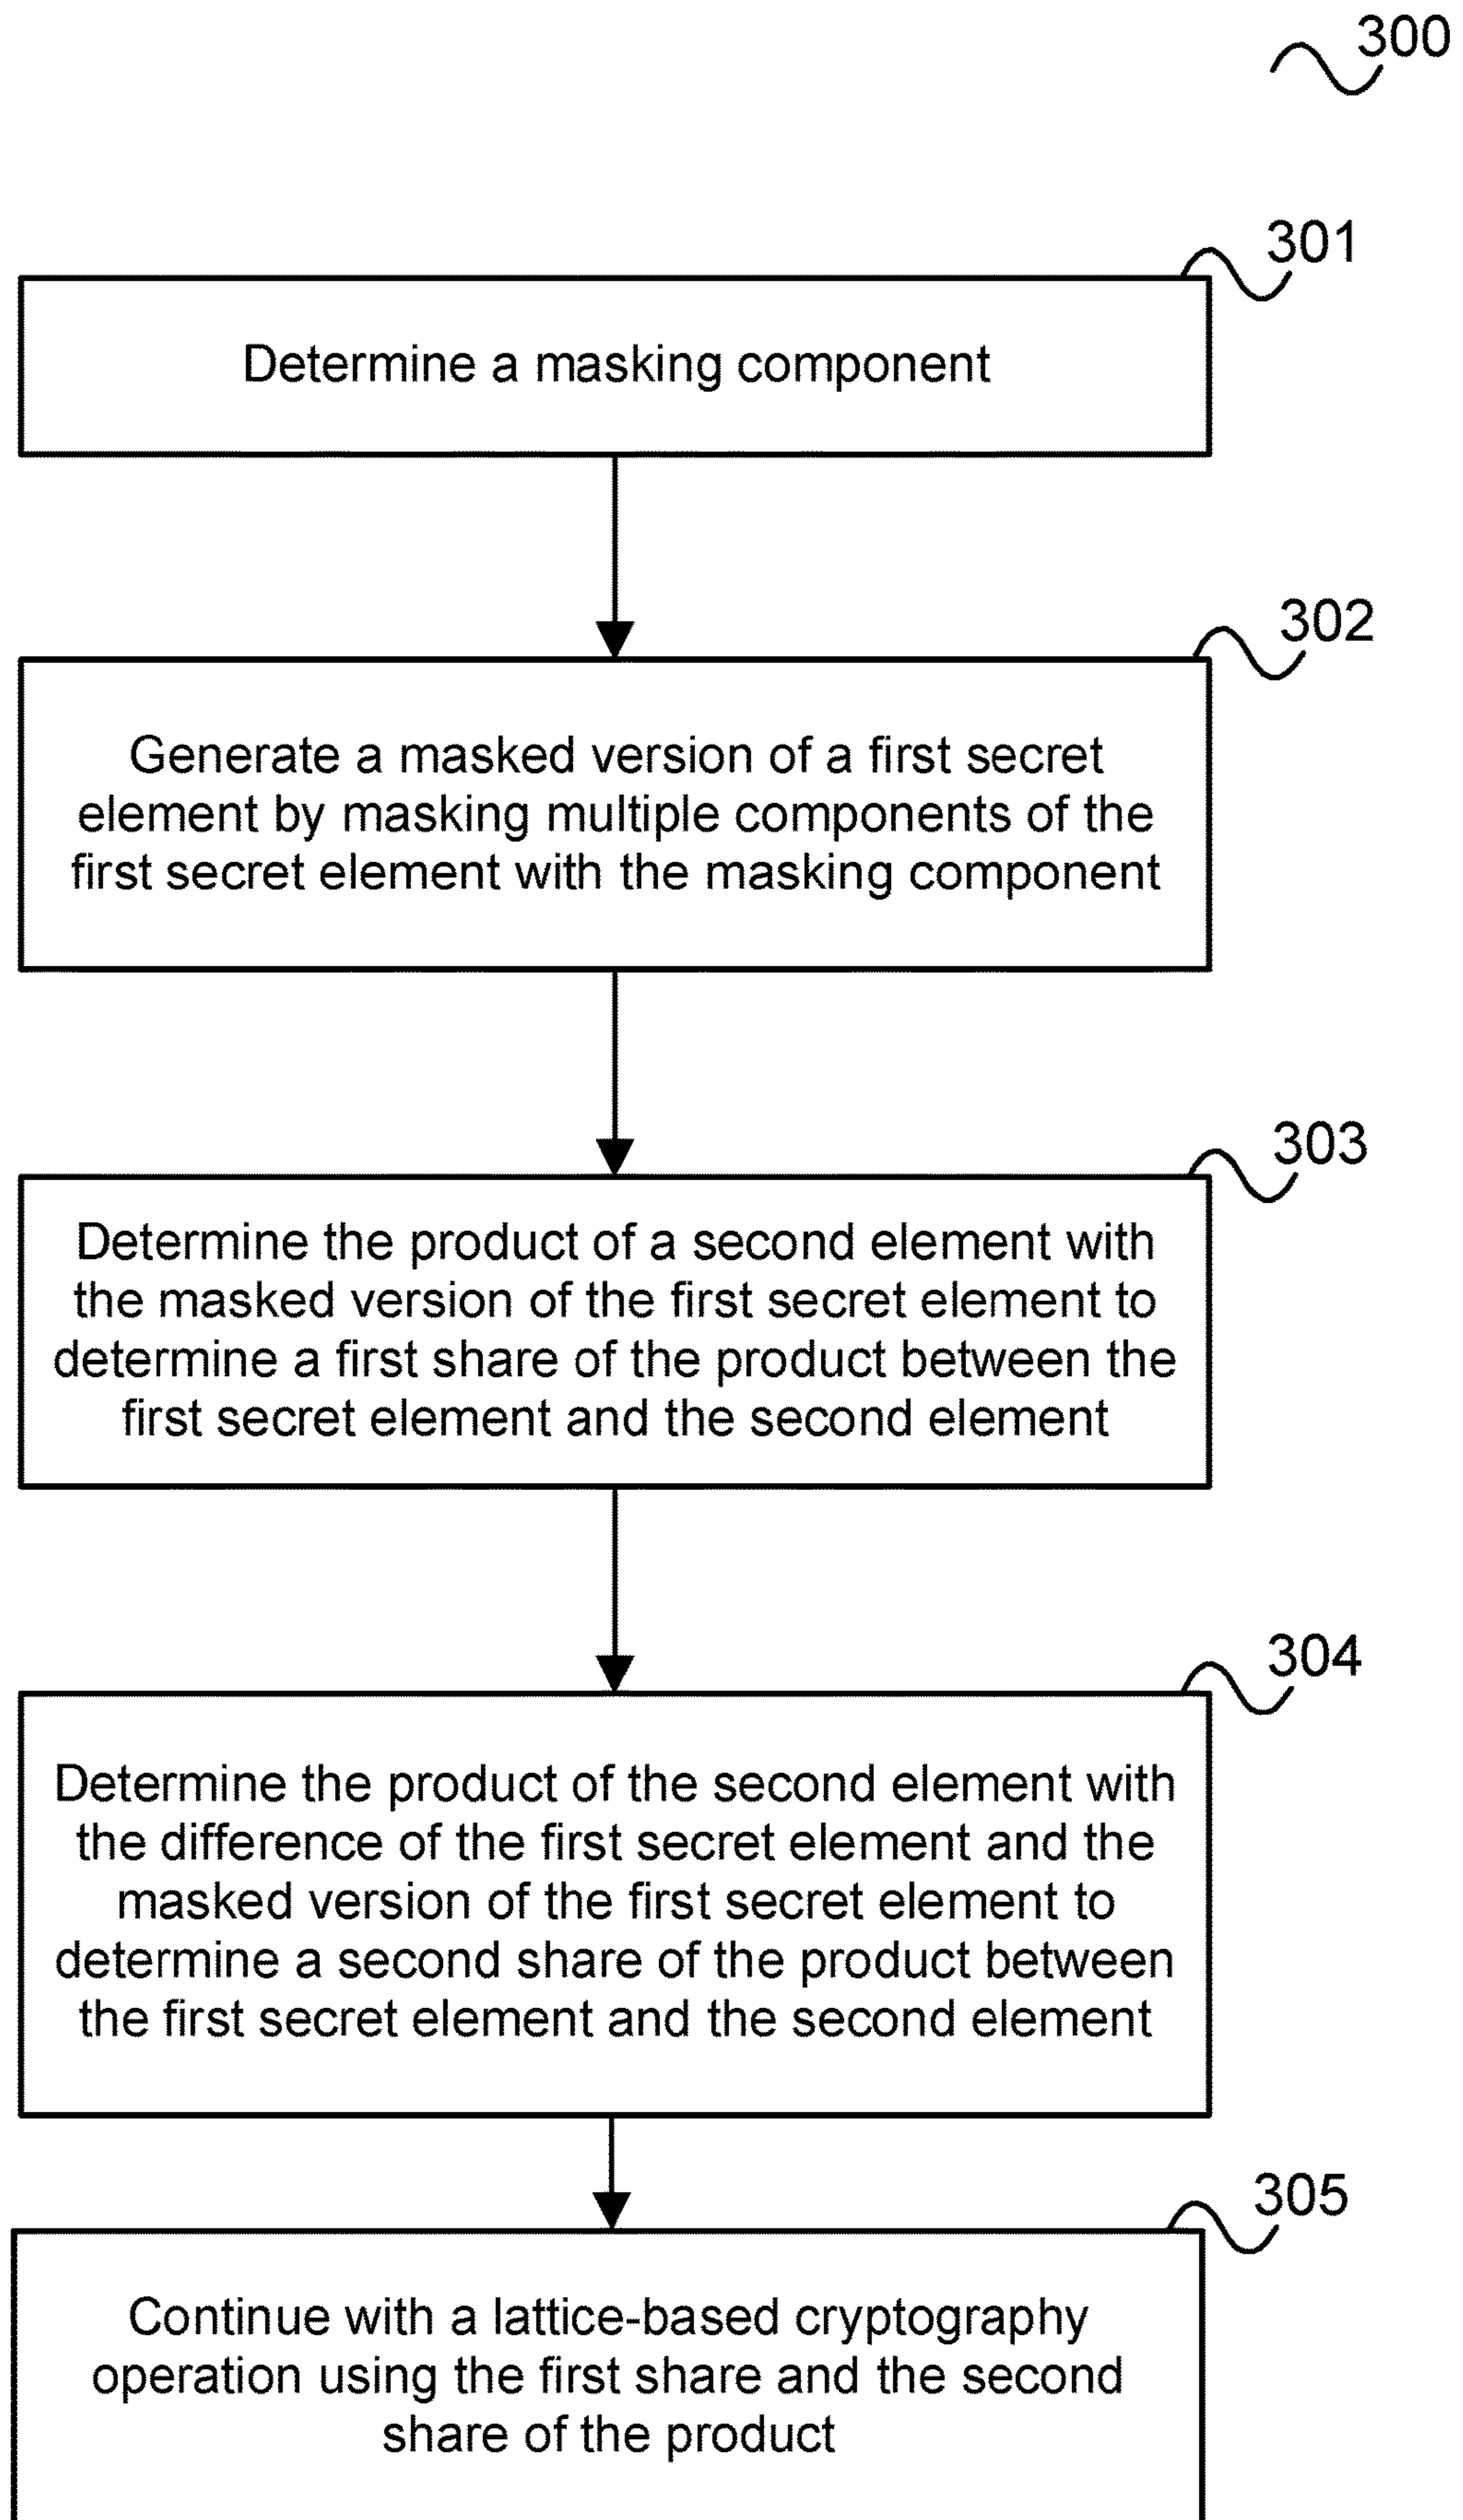 300
301
Determine a masking component
302
Generate a masked version of a first secret
element by masking multiple components of the
first secret element with the masking component
303
Determine the product of a second element with
the masked version of the first secret element to
determine a first share of the product between the
first secret element and the second element
304
Determine the product of the second element with
the difference of the first secret element and the
masked version of the first secret element to
determine a second share of the product between
the first secret element and the second element
305
Continue with a lattice-based cryptography
operation using the first share and the second
share of the product